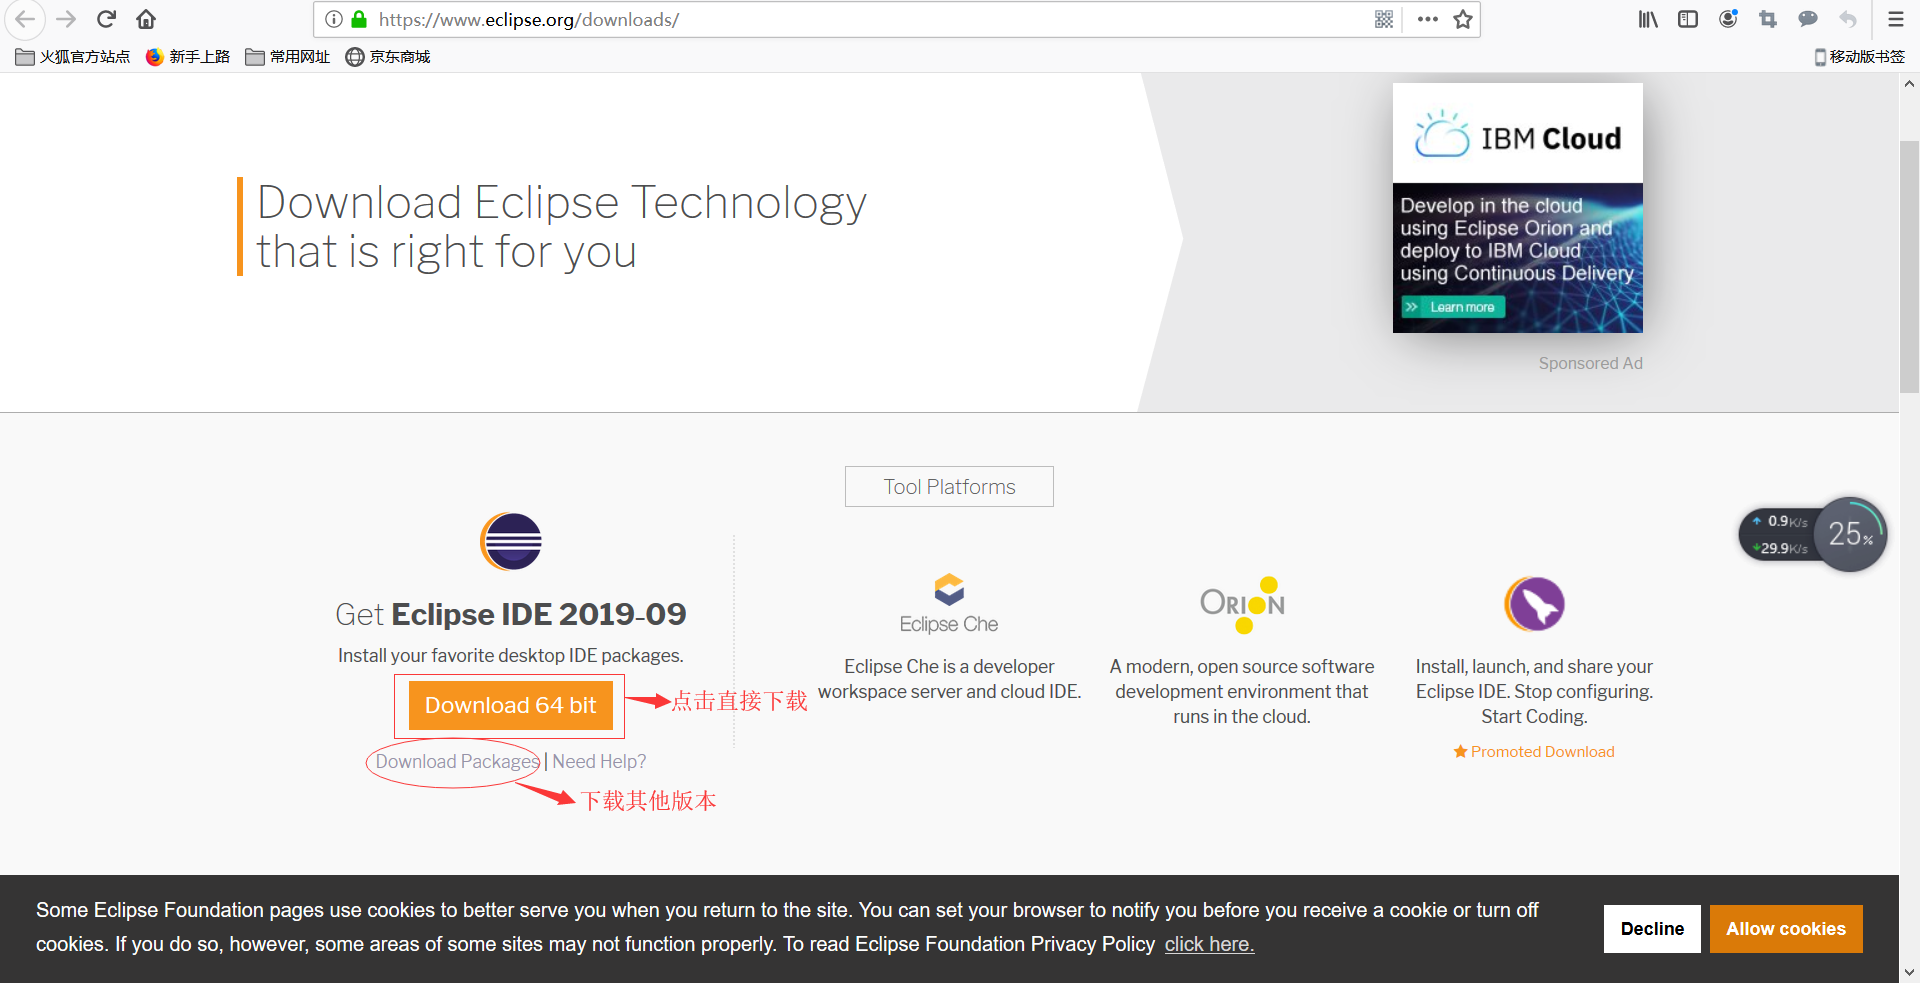 https://www.eclipse.org/downloads/
火狐官方站点
新手上路
常用网址
京东商城
移动版书签
IBM Cloud
Develop in the cloud
using Eclipse Orion and
deploy to IBM Cloud
using Continuous Delivery
Learn more
Sponsored Ad
Download Eclipse Technology
that is right for you
Tool Platforms
0.9K/s
29.9K/s
25%
Get Eclipse IDE 2019-09
Install your favorite desktop IDE packages.
Download 64 bit
点击直接下载
Download Packages | Need Help?
下载其他版本
Eclipse Che
Eclipse Che is a developer
workspace server and cloud IDE.
ORION
A modern, open source software
development environment that
runs in the cloud.
Install, launch, and share your
Eclipse IDE. Stop configuring.
Start Coding.
Promoted Download
Some Eclipse Foundation pages use cookies to better serve you when you return to the site. You can set your browser to notify you before you receive a cookie or turn off
cookies. If you do so, however, some areas of some sites may not function properly. To read Eclipse Foundation Privacy Policy click here.
Decline
Allow cookies